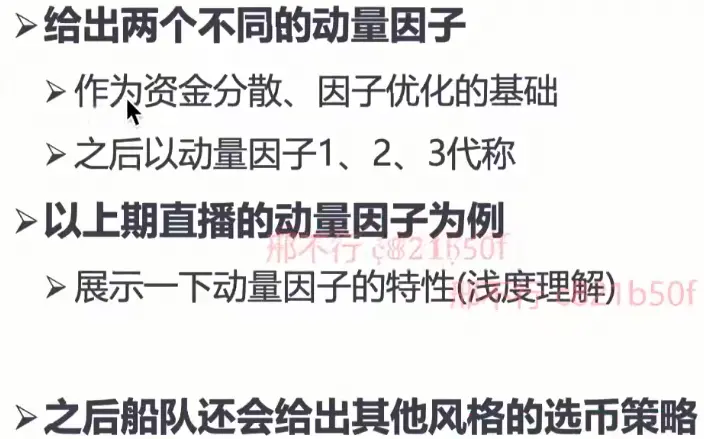 ➢给出两个不同的动量因子
➢作为资金分散、因子优化的基础
➢之后以动量因子1、2、3代称
➢以上期直播的动量因子为例
邢不行 c821b50f
➢展示一下动量因子的特性(浅度理解)
邢不行 c821b50f
➢之后船队还会给出其他风格的选币策略